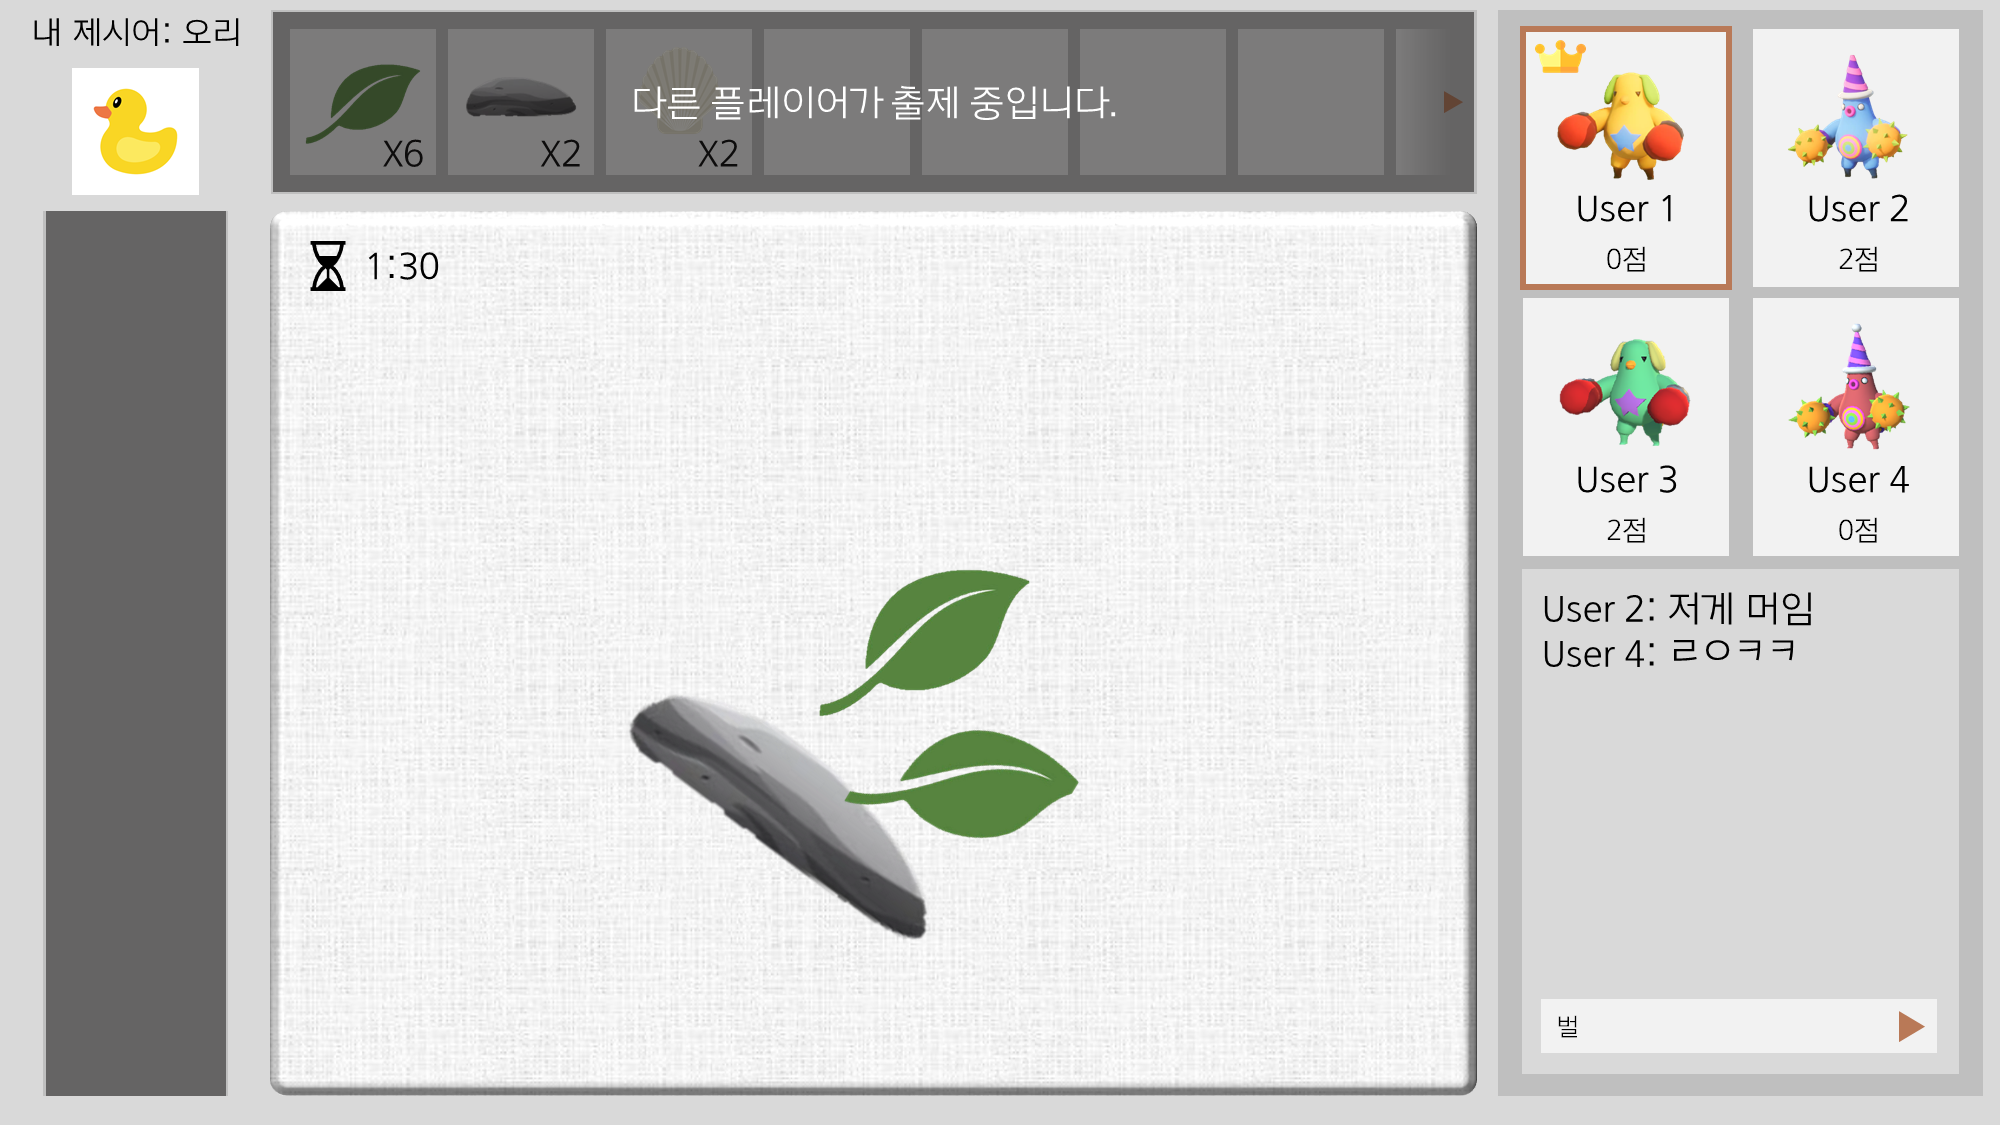 내 제시어: 오리
X6
X2
X2
다른 플레이어가 출제 중입니다.
1:30
User 1
0점
User 2
2점
User 3
2점
User 4
0점
User 2: 저게 머임
User 4: ㄹㅇㅋㅋ
벌